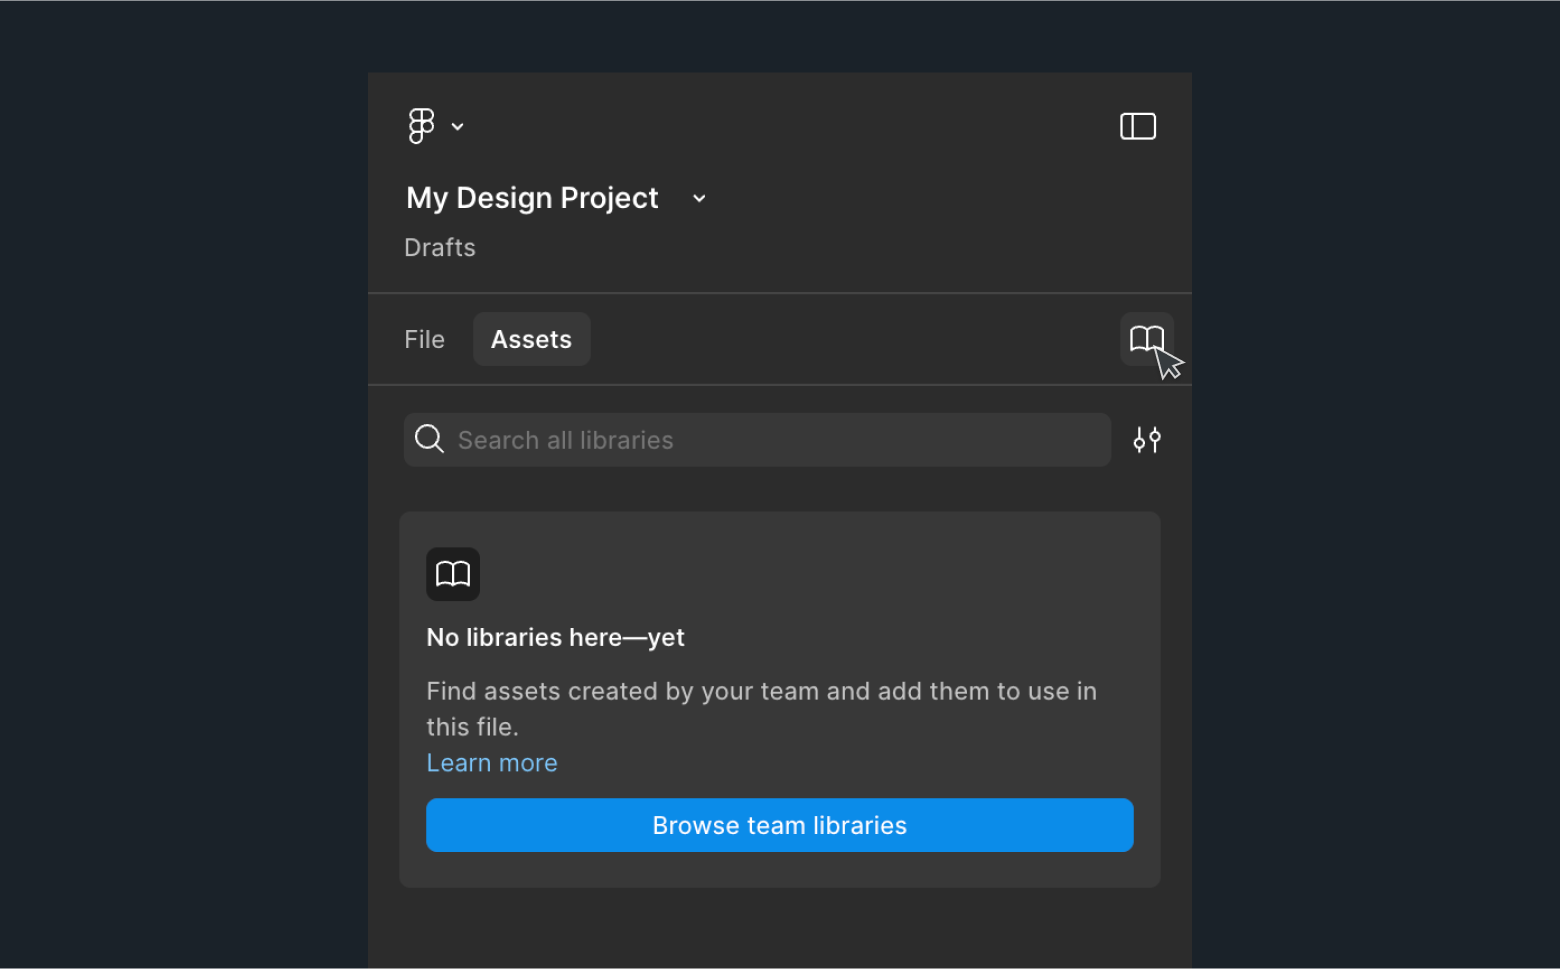 My Design Project
Drafts
File
Assets
Search all libraries
No libraries here—yet
Find assets created by your team and add them to use in
this file.
Learn more
Browse team libraries